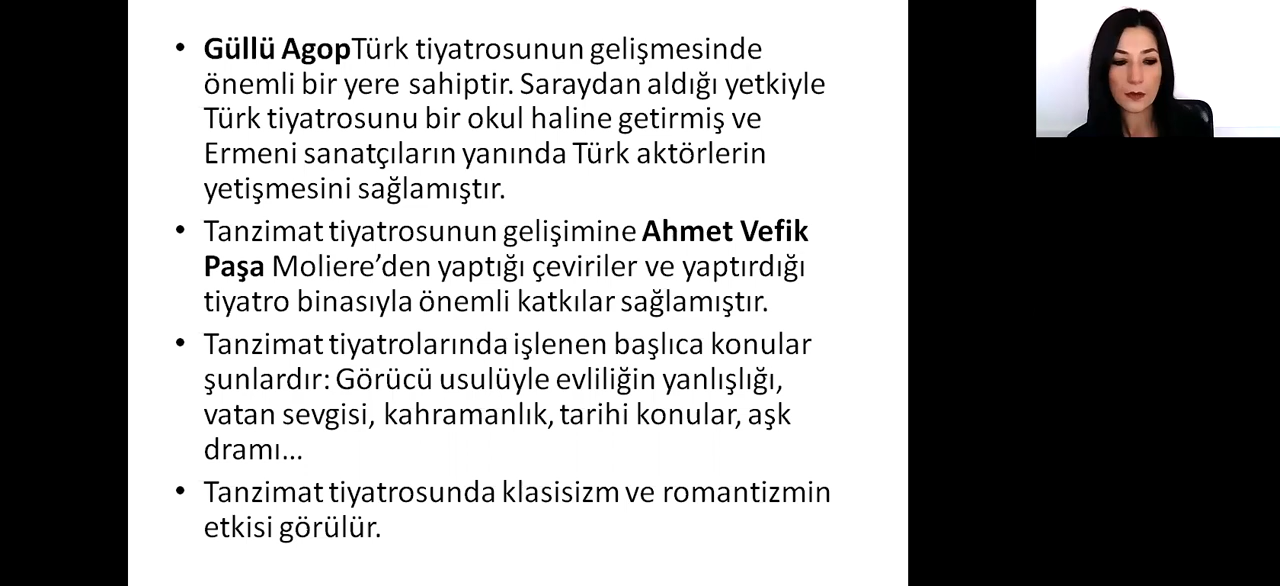 • Güllü AgopTürk tiyatrosunun gelişmesinde
önemli bir yere sahiptir. Saraydan aldığı yetkiyle
Türk tiyatrosunu bir okul haline getirmiş ve
Ermeni sanatçıların yanında Türk aktörlerin
yetişmesini sağlamıştır.
• Tanzimat tiyatrosunun gelişimine Ahmet Vefik
Paşa Moliere’den yaptığı çeviriler ve yaptırdığı
tiyatro binasıyla önemli katkılar sağlamıştır.
• Tanzimat tiyatrolarında işlenen başlıca konular
şunlardır: Görücü usulüyle evliliğin yanlışlığı,
vatan sevgisi, kahramanlık, tarihi konular, aşk
dramı...
• Tanzimat tiyatrosunda klasisizm ve romantizmin
etkisi görülür.